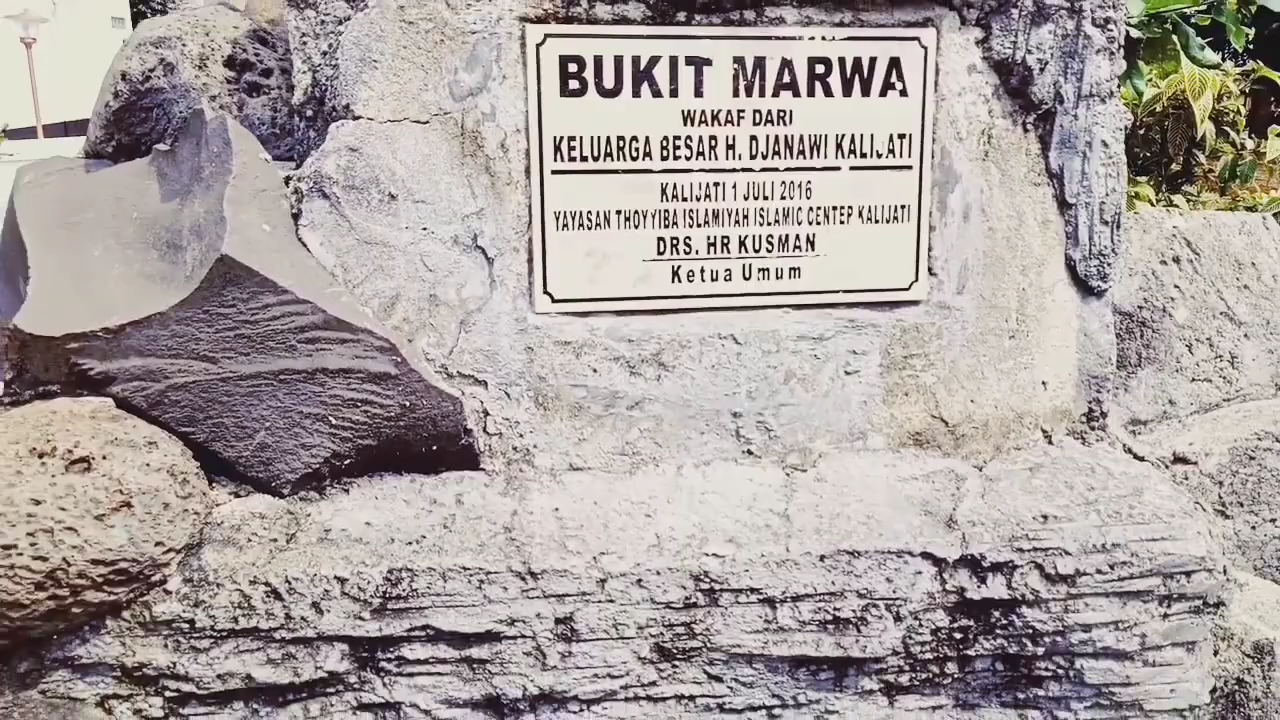 BUKIT MARWA
WAKAF DARI
KELUARGA BESAR H. DJANAWI KALIJATI
KALIJATI 1 JULI 2016
YAYASAN THOYYIBA ISLAMIYAH ISLAMIC CENTEP KALIJATI
DRS. HR KUSMAN
Ketua Umum